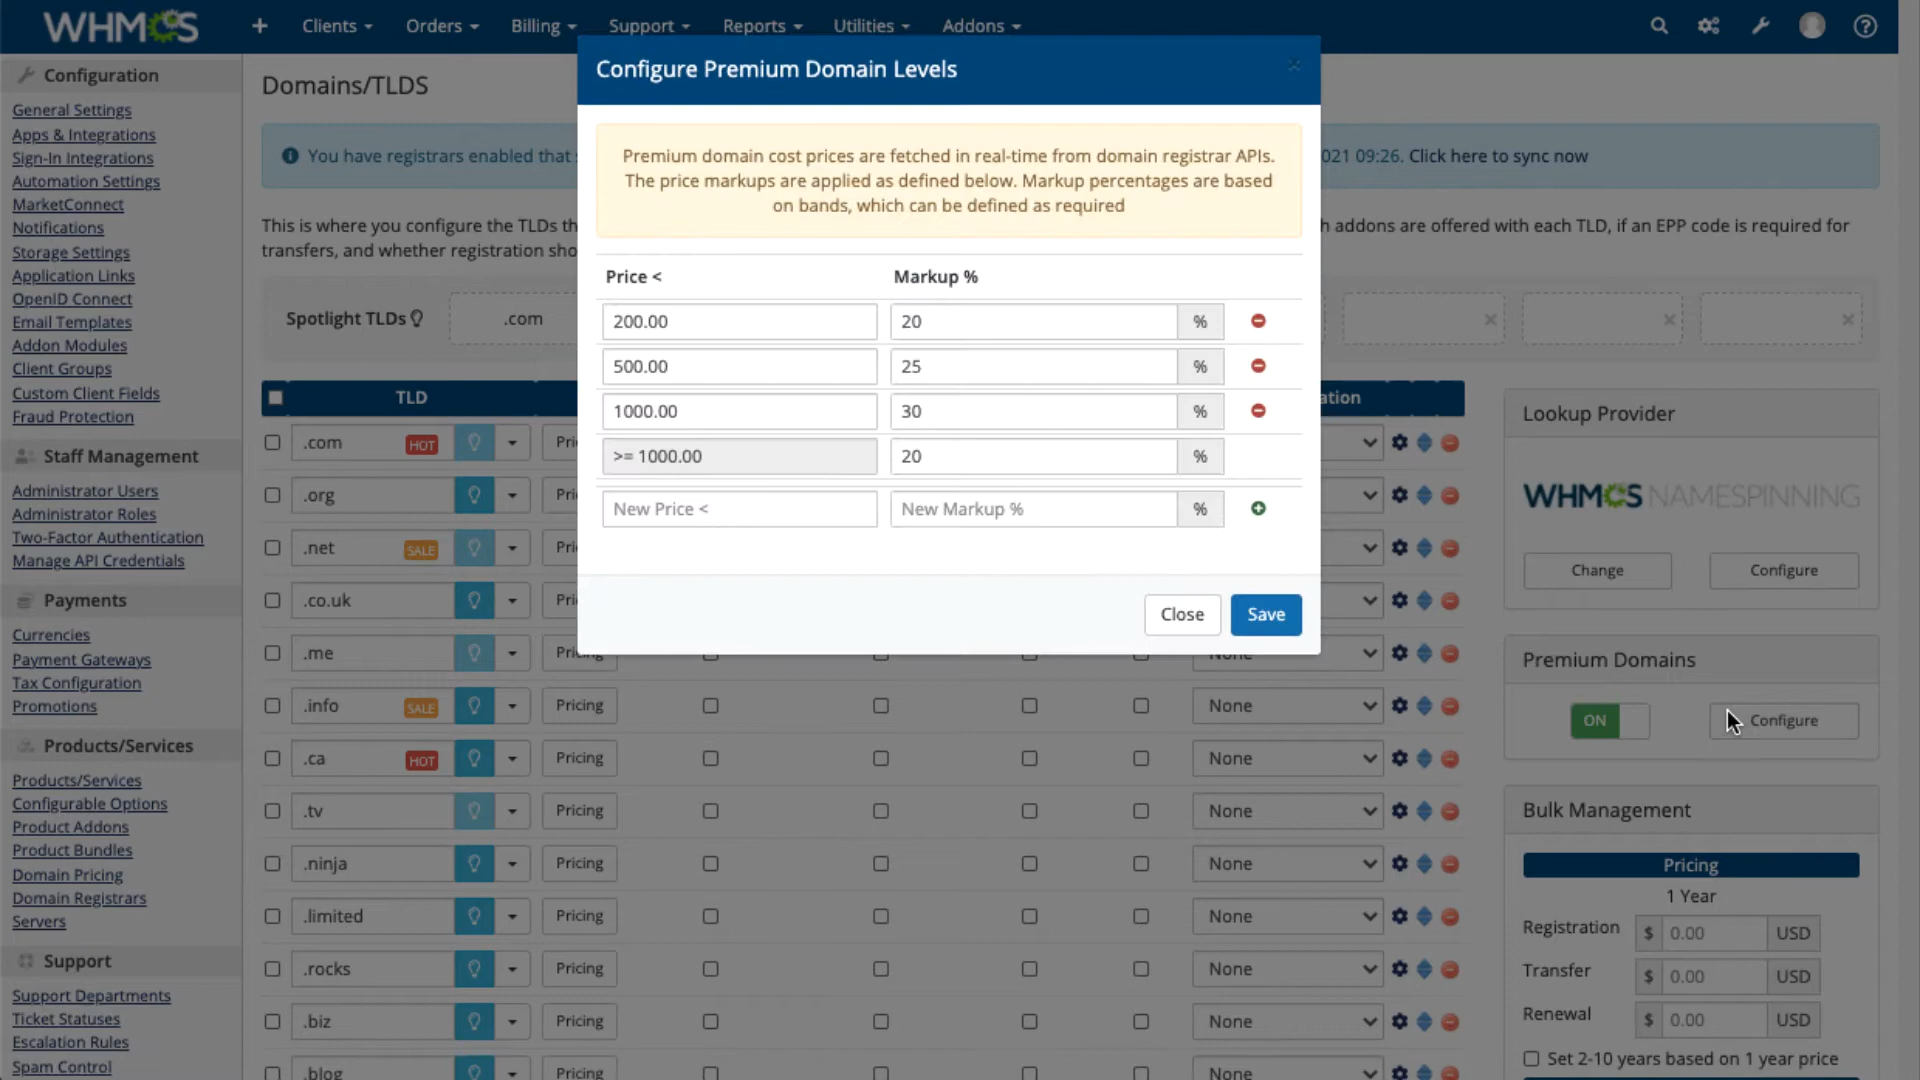 WHMCS
Clients
Orders
Billing
Support
Reports
Utilities
Addons
Configuration
General Settings
Apps & Integrations
Sign-In Integrations
Automation Settings
MarketConnect
Notifications
Storage Settings
Application Links
OpenID Connect
Email Templates
Addon Modules
Client Groups
Custom Client Fields
Fraud Protection
Staff Management
Administrator Users
Administrator Roles
Two-Factor Authentication
Manage API Credentials
Payments
Currencies
Payment Gateways
Tax Configuration
Promotions
Products/Services
Products/Services
Configurable Options
Product Addons
Product Bundles
Domain Pricing
Domain Registrars
Servers
Support
Support Departments
Ticket Statuses
Escalation Rules
Spam Control
Domains/TLDS
You have registrars enabled that
021 09:26. Click here to sync now
This is where you configure the TLDs
h addons are offered with each TLD, if an EPP code is required for
transfers, and whether registration
Spotlight TLDs
.com
TLD
ation
.com HOT
.org
.net SALE
.co.uk
.me None
.info SALE Pricing None
.ca HOT Pricing None
.tv Pricing None
.ninja Pricing None
.limited Pricing None
.rocks Pricing None
.biz Pricing None
.blog Pricing None
Configure Premium Domain Levels
Premium domain cost prices are fetched in real-time from domain registrar APIs.
The price markups are applied as defined below. Markup percentages are based
on bands, which can be defined as required
Price < Markup %
200.00 20 %
500.00 25 %
1000.00 30 %
>= 1000.00 20 %
New Price < New Markup % %
Close Save
Lookup Provider
WHMCS NAMESPINNING
Change Configure
Premium Domains
ON Configure
Bulk Management
Pricing
1 Year
Registration $ 0.00 USD
Transfer $ 0.00 USD
Renewal $ 0.00 USD
Set 2-10 years based on 1 year price